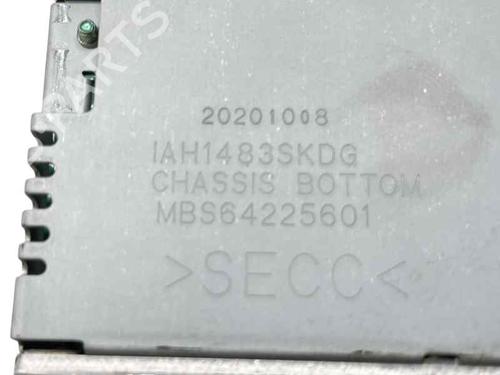 20201008
IAH1483SKDG
CHASSIS BOTTOM
MBS64225601
>SECC<